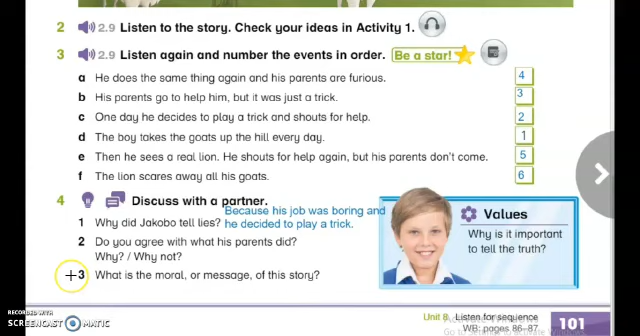 2 2.9 Listen to the story. Check your ideas in Activity 1.
3 2.9 Listen again and number the events in order. Be a star!
a He does the same thing again and his parents are furious. 4
b His parents go to help him, but it was just a trick. 3
c One day he decides to play a trick and shouts for help. 2
d The boy takes the goats up the hill every day. 1
e Then he sees a real lion. He shouts for help again, but his parents don't come. 5
f The lion scares away all his goats. 6
4 Discuss with a partner.
Because his job was boring and
1 Why did Jakobo tell lies? he decided to play a trick.
2 Do you agree with what his parents did?
Why? / Why not?
3 What is the moral, or message, of this story?
Values
Why is it important
to tell the truth?
RECORDED WITH
SCREENCAST MATIC
Unit 8 Listen for sequence
WB: pages 86–87
101